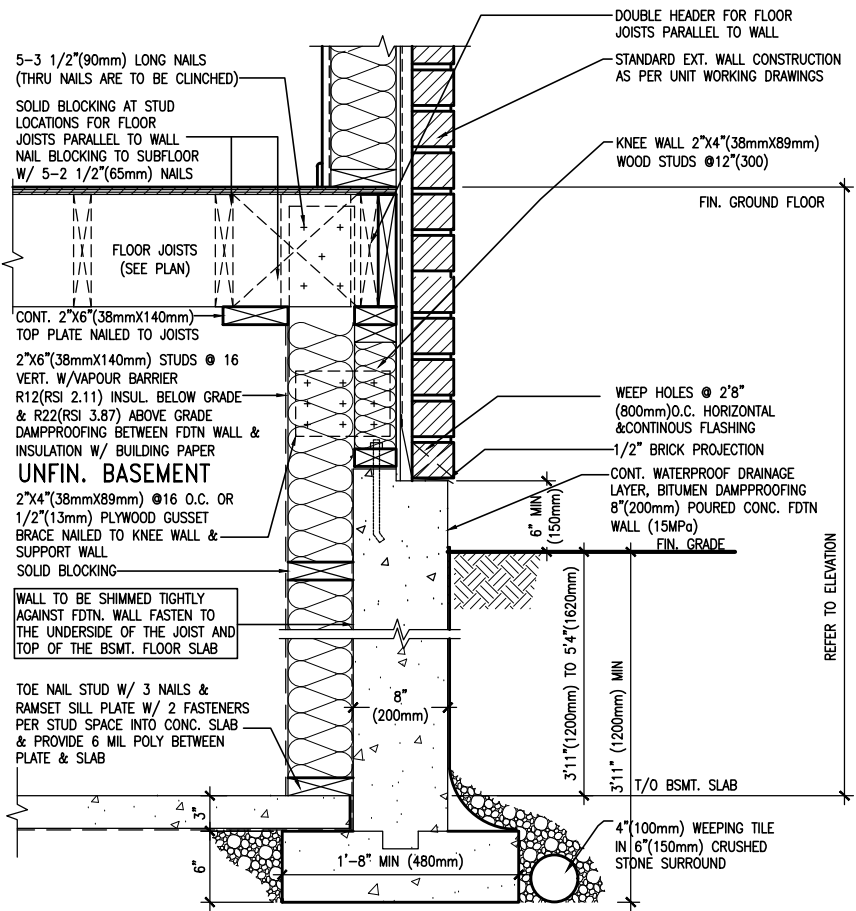 5-3 1/2"(90mm) LONG NAILS
(THRU NAILS ARE TO BE CLINCHED)
SOLID BLOCKING AT STUD
LOCATIONS FOR FLOOR
JOISTS PARALLEL TO WALL
NAIL BLOCKING TO SUBFLOOR
W/ 5-2 1/2"(65mm) NAILS
FLOOR JOISTS
(SEE PLAN)
CONT. 2"X6"(38mmX140mm)
TOP PLATE NAILED TO JOISTS
2"X6"(38mmX140mm) STUDS @ 16
VERT. W/VAPOUR BARRIER
R12(RSI 2.11) INSUL. BELOW GRADE
& R22(RSI 3.87) ABOVE GRADE
DAMPPROOFING BETWEEN FDTN WALL &
INSULATION W/ BUILDING PAPER
UNFIN. BASEMENT
2"X4"(38mmX89mm) @16 O.C. OR
1/2"(13mm) PLYWOOD GUSSET
BRACE NAILED TO KNEE WALL &
SUPPORT WALL
SOLID BLOCKING
WALL TO BE SHIMMED TIGHTLY
AGAINST FDTN. WALL FASTEN TO
THE UNDERSIDE OF THE JOIST AND
TOP OF THE BSMT. FLOOR SLAB
TOE NAIL STUD W/ 3 NAILS &
RAMSET SILL PLATE W/ 2 FASTENERS
PER STUD SPACE INTO CONC. SLAB
& PROVIDE 6 MIL POLY BETWEEN
PLATE & SLAB
3"
6"
8"
(200mm)
1'-8" MIN (480mm)
DOUBLE HEADER FOR FLOOR
JOISTS PARALLEL TO WALL
STANDARD EXT. WALL CONSTRUCTION
AS PER UNIT WORKING DRAWINGS
KNEE WALL 2"X4"(38mmX89mm)
WOOD STUDS @12"(300)
FIN. GROUND FLOOR
WEEP HOLES @ 2'8"
(800mm)O.C. HORIZONTAL
&CONTINOUS FLASHING
1/2" BRICK PROJECTION
CONT. WATERPROOF DRAINAGE
LAYER, BITUMEN DAMPPROOFING
8"(200mm) POURED CONC. FDTN
WALL (15MPa)
FIN. GRADE
6" MIN
(150mm)
3'11"(1200mm) TO 5'4"(1620mm)
3'11" (1200mm) MIN
REFER TO ELEVATION
T/O BSMT. SLAB
4"(100mm) WEEPING TILE
IN 6"(150mm) CRUSHED
STONE SURROUND